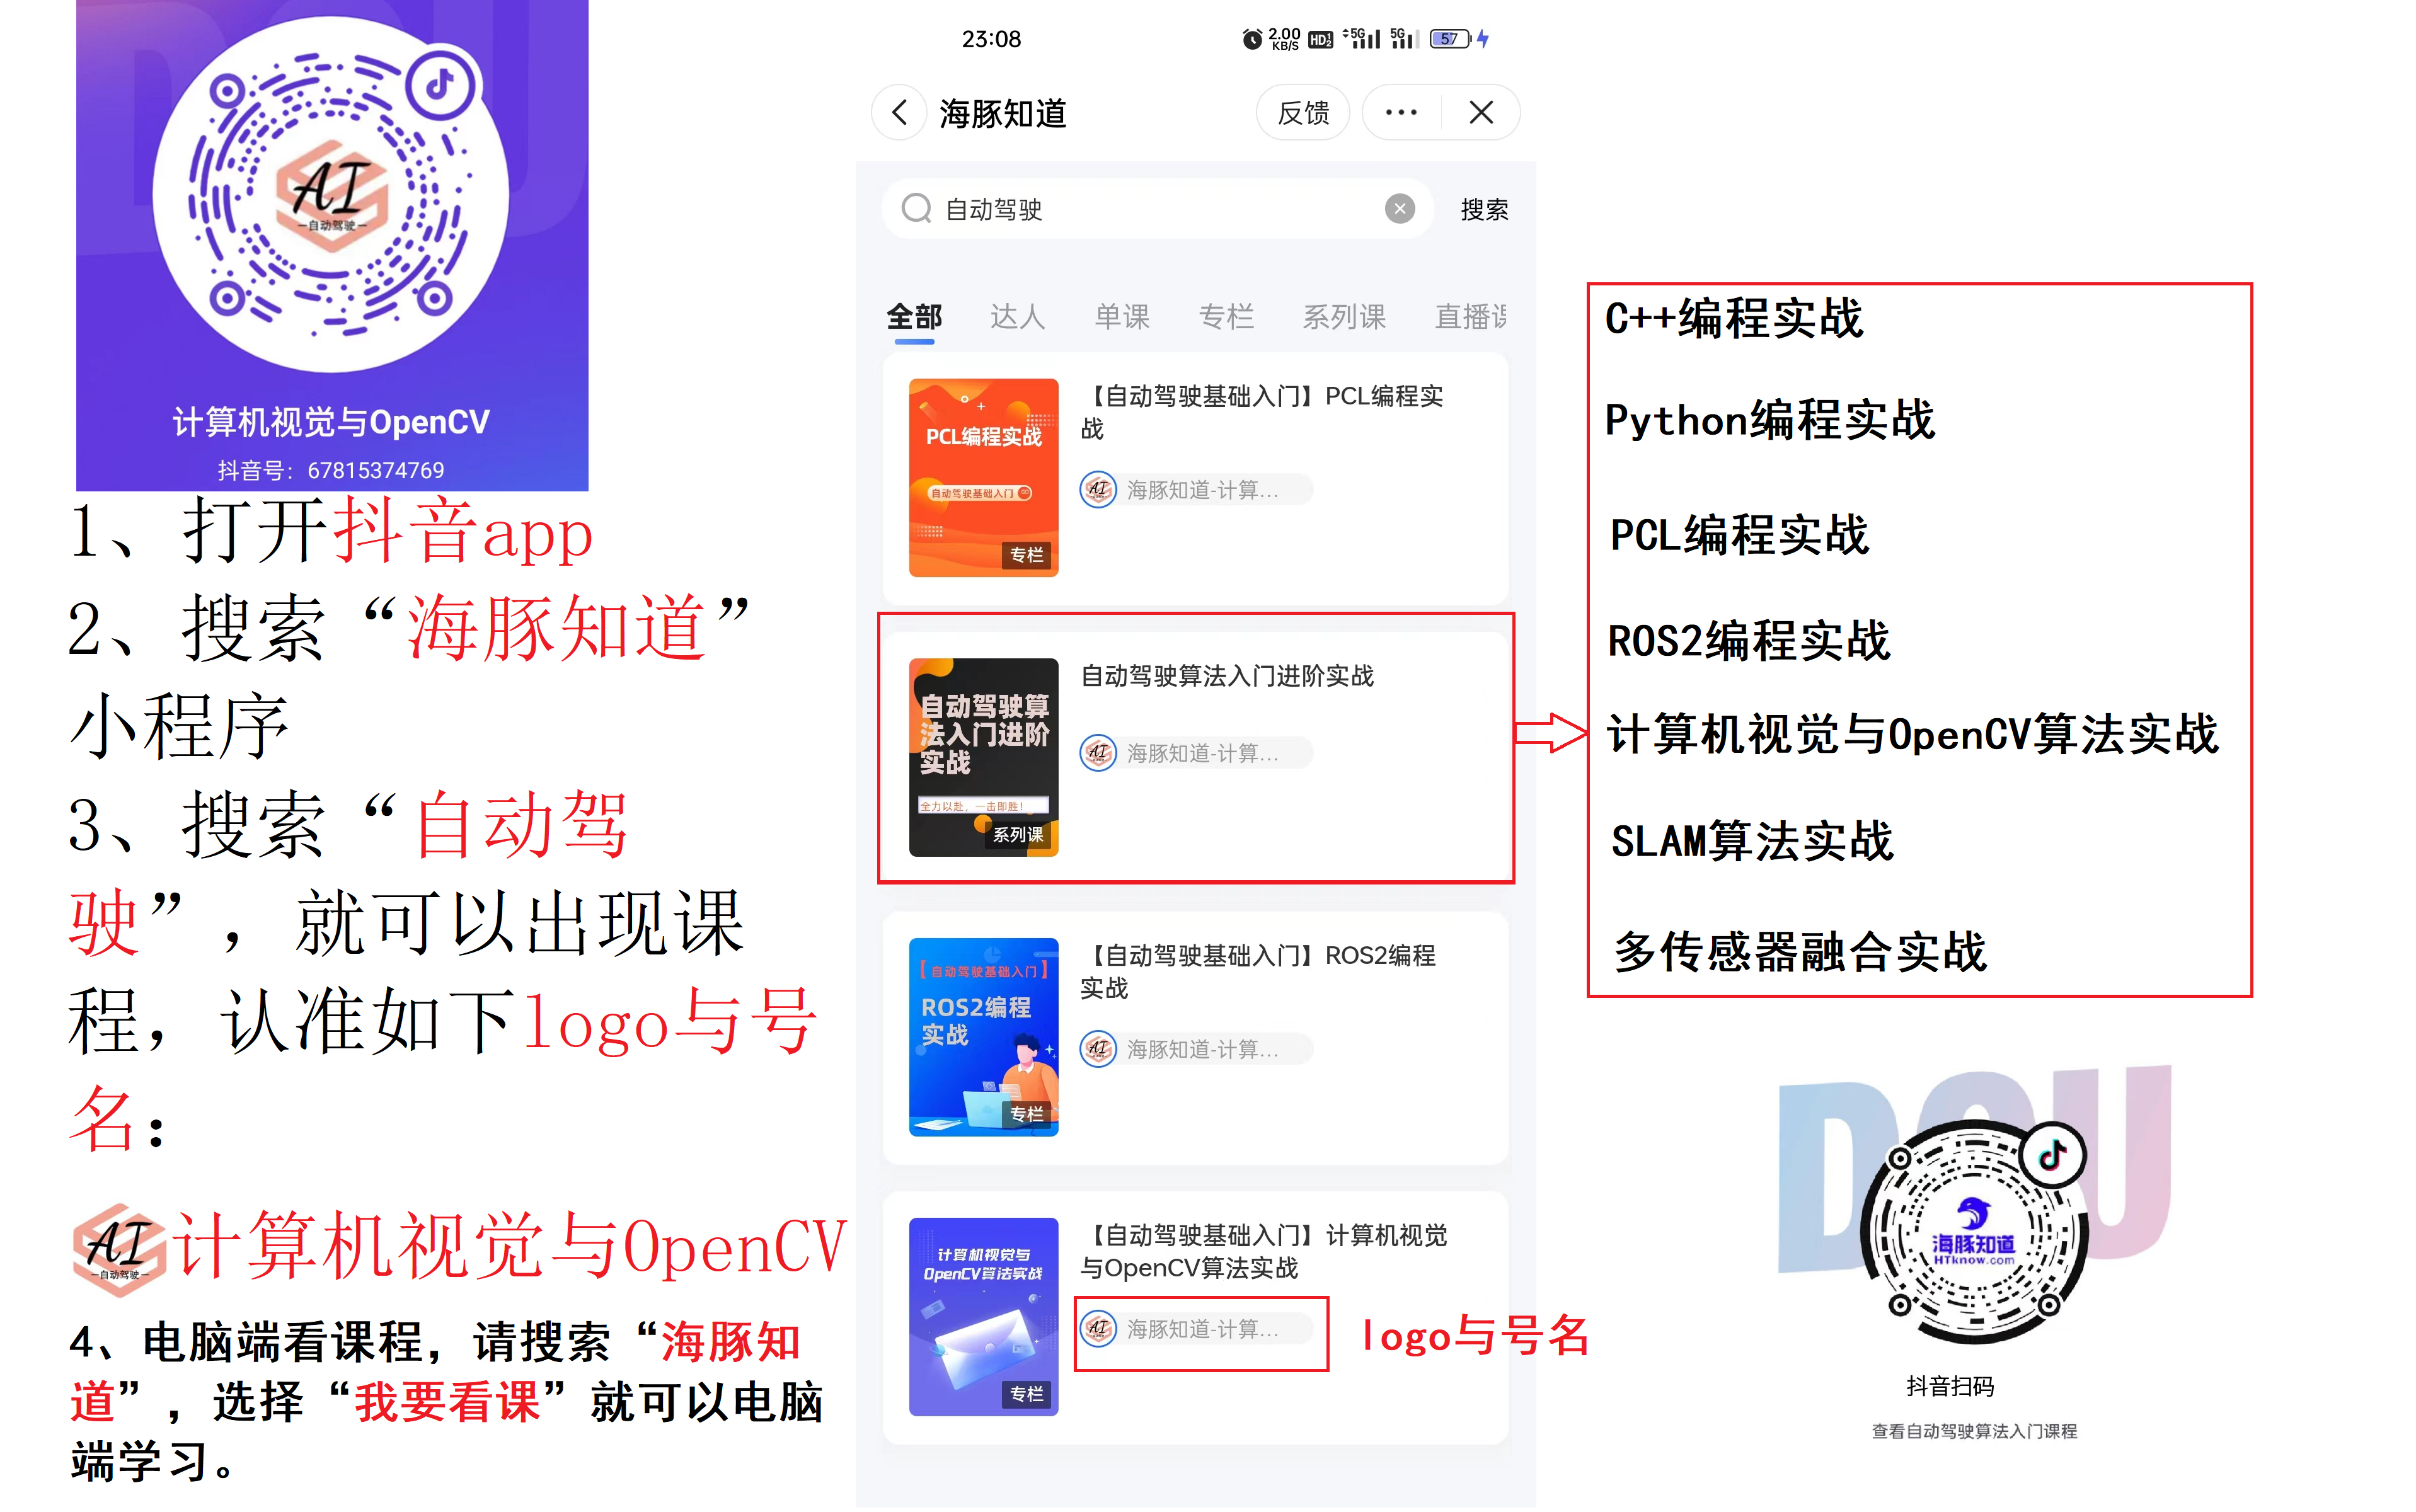 AI
自动驾驶
计算机视觉与OpenCV
抖音号：67815374769
1、打开抖音app
2、搜索“海豚知道”
小程序
3、搜索“自动驾
驶”，就可以出现课
程，认准如下logo与号
名：
AI
自动驾驶
计算机视觉与OpenCV
4、电脑端看课程，请搜索“海豚知
道”，选择“我要看课”就可以电脑
端学习。
23:08
2.00
KB/S
HD
5G
5G
57
海豚知道
反馈
自动驾驶
搜索
全部 达人 单课 专栏 系列课 直播课
PCL编程实战
自动驾驶基础入门
专栏
【自动驾驶基础入门】PCL编程实
战
AI
海豚知道-计算...
自动驾驶算
法入门进阶
实战
全力以赴，一击即胜！
系列课
自动驾驶算法入门进阶实战
AI
海豚知道-计算...
【自动驾驶基础入门】
ROS2编程
实战
专栏
【自动驾驶基础入门】ROS2编程
实战
AI
海豚知道-计算...
计算机视觉与
OpenCV算法实战
专栏
【自动驾驶基础入门】计算机视觉
与OpenCV算法实战
AI
海豚知道-计算...
logo与号名
C++编程实战
Python编程实战
PCL编程实战
ROS2编程实战
计算机视觉与OpenCV算法实战
SLAM算法实战
多传感器融合实战
DOU
海豚知道
HTknow.com
抖音扫码
查看自动驾驶算法入门课程